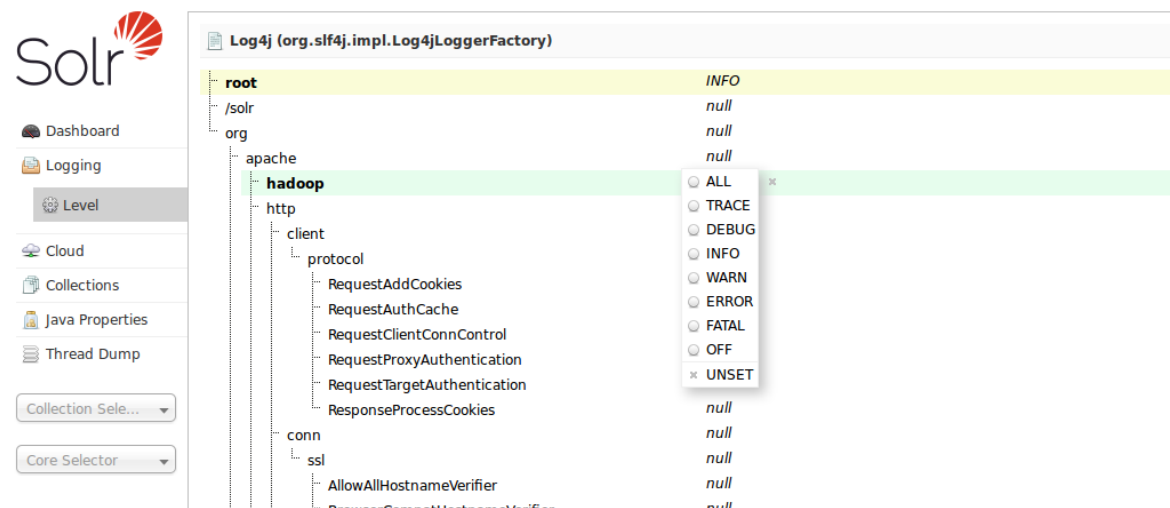 Solr
Dashboard
Logging
Level
Cloud
Collections
Java Properties
Thread Dump
Collection Sele...
Core Selector
Log4j (org.slf4j.impl.Log4jLoggerFactory)
root INFO
/solr null
org null
apache null
hadoop
http
client
protocol
RequestAddCookies
RequestAuthCache
RequestClientConnControl
RequestProxyAuthentication
RequestTargetAuthentication
ResponseProcessCookies null
conn null
ssl null
AllowAllHostnameVerifier null
BrowserCompatHostnameVerifier null
ALL
TRACE
DEBUG
INFO
WARN
ERROR
FATAL
OFF
UNSET